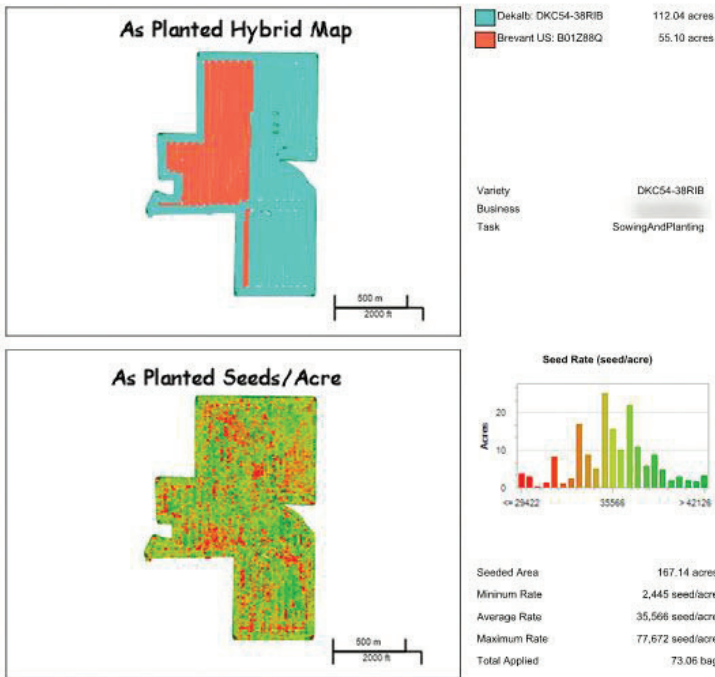 As Planted Hybrid Map
500 m
2000 ft
Dekalb: DKC54-38RIB 112.04 acres
Brevant US: B01Z88Q 55.10 acres
Variety DKC54-38RIB
Business
Task SowingAndPlanting
As Planted Seeds/Acre
500 m
2000 ft
Seed Rate (seed/acre)
Acres
20
10
0
<= 29422 35566 > 42126
Seeded Area 167.14 acres
Mininum Rate 2,445 seed/acre
Average Rate 35,566 seed/acre
Maximum Rate 77,672 seed/acre
Total Applied 73.06 bag